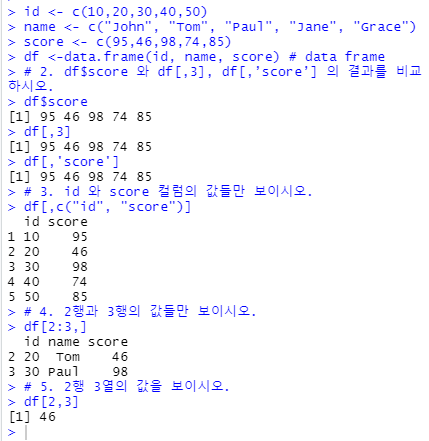 > id <- c(10,20,30,40,50)
> name <- c("John", "Tom", "Paul", "Jane", "Grace")
> score <- c(95,46,98,74,85)
> df <-data.frame(id, name, score) # data frame
> # 2. df$score 와 df[,3], df[,’score’] 의 결과를 비교
하시오.
> df$score
[1] 95 46 98 74 85
> df[,3]
[1] 95 46 98 74 85
> df[,'score']
[1] 95 46 98 74 85
> # 3. id 와 score 컬럼의 값들만 보이시오.
> df[,c("id", "score")]
  id score
1 10    95
2 20    46
3 30    98
4 40    74
5 50    85
> # 4. 2행과 3행의 값들만 보이시오.
> df[2:3,]
  id name score
2 20  Tom    46
3 30 Paul    98
> # 5. 2행 3열의 값을 보이시오.
> df[2,3]
[1] 46
>